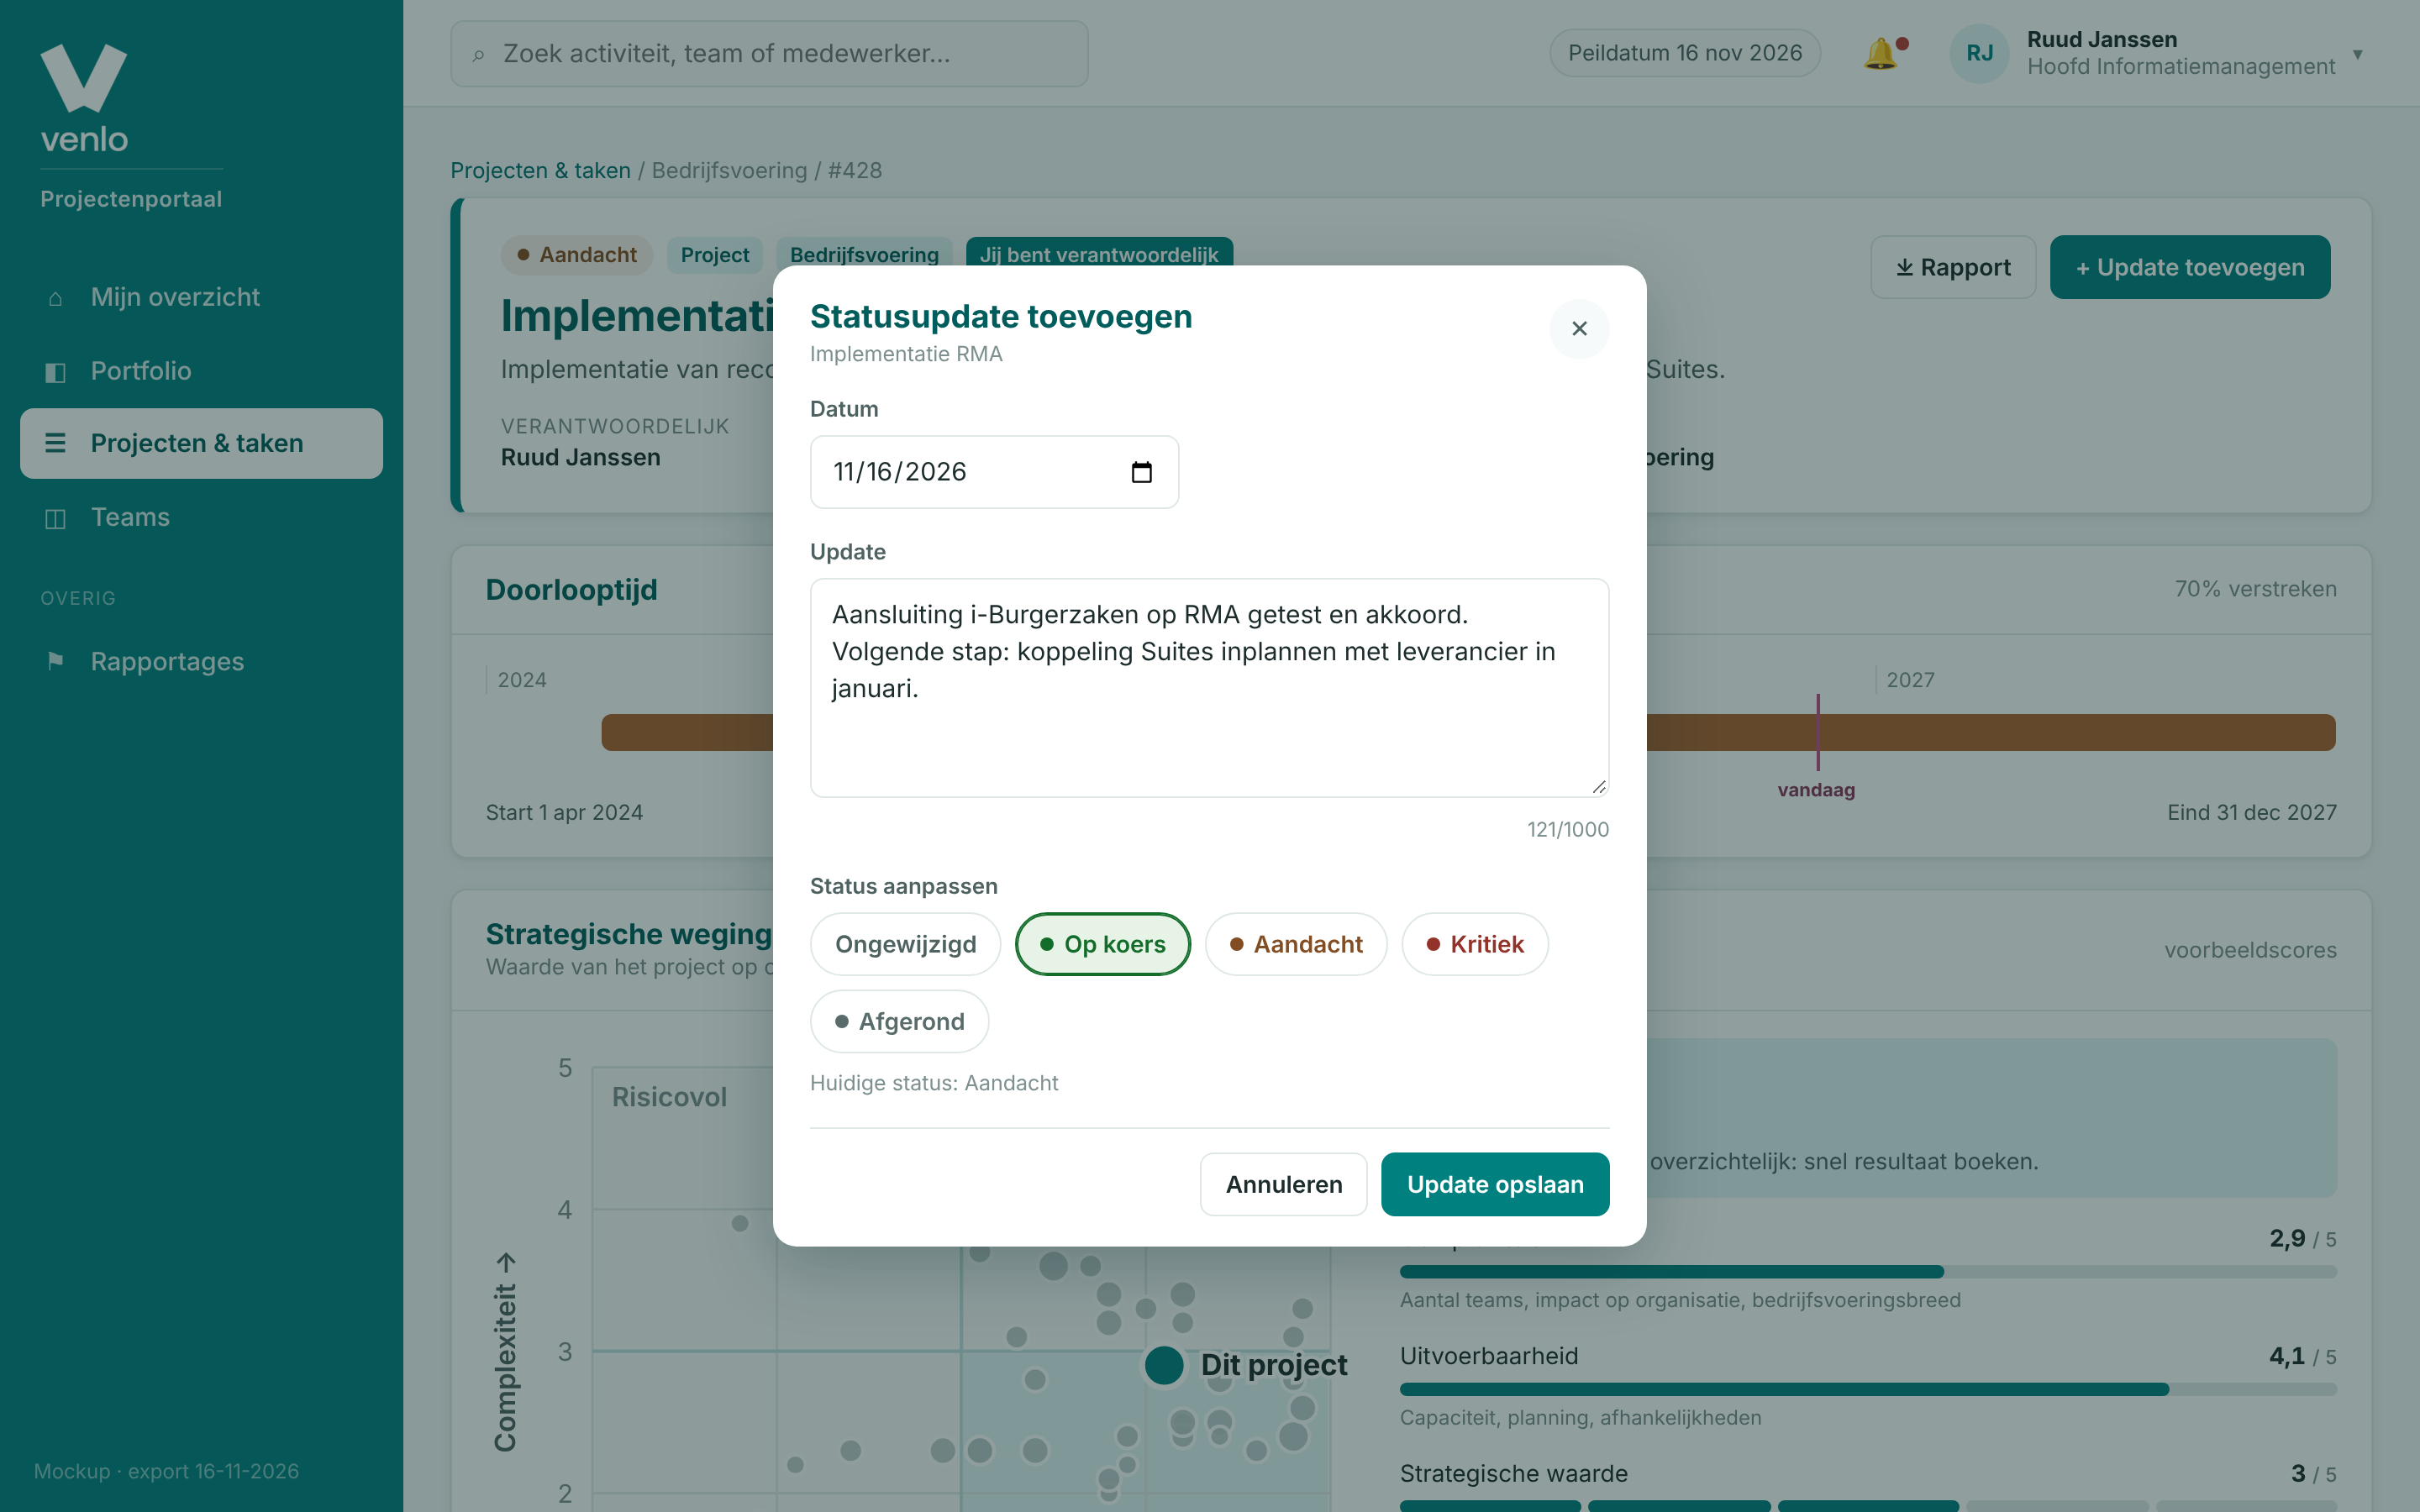 venlo
Projectenportaal
Mijn overzicht
Portfolio
Projecten & taken
Teams
OVERIG
Rapportages
Mockup · export 16-11-2026
Zoek activiteit, team of medewerker...
Peildatum 16 nov 2026
RJ
Ruud Janssen
Hoofd Informatiemanagement
Projecten & taken / Bedrijfsvoering / #428
Aandacht
Project
Bedrijfsvoering
Jij bent verantwoordelijk
Rapport
+ Update toevoegen
Implementati
Implementatie van
Suites.
VERANTWOORDELIJK
Ruud Janssen
oering
Doorlooptijd
70% verstreken
2024
2027
vandaag
Start 1 apr 2024
Eind 31 dec 2027
Strategische weging
Waarde van het project op
voorbeeldscores
5
Risicovol
4
3
2
Complexiteit →
Dit project
overzichtelijk: snel resultaat boeken.
2,9 / 5
Aantal teams, impact op organisatie, bedrijfsvoeringsbreed
Uitvoerbaarheid
4,1 / 5
Capaciteit, planning, afhankelijkheden
Strategische waarde
3 / 5
Statusupdate toevoegen
Implementatie RMA
Datum
11/16/2026
Update
Aansluiting i-Burgerzaken op RMA getest en akkoord.
Volgende stap: koppeling Suites inplannen met leverancier in
januari.
121/1000
Status aanpassen
Ongewijzigd
Op koers
Aandacht
Kritiek
Afgerond
Huidige status: Aandacht
Annuleren
Update opslaan